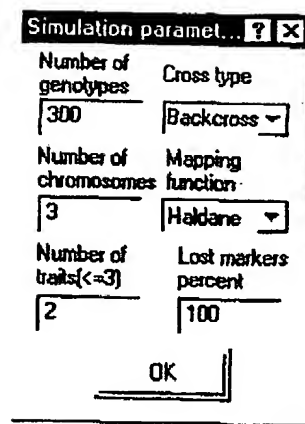 Simulation paramet... ? ×
Number of genotypes
Cross type
300
Backcross
Number of chromosomes
Mapping function
3
Haldane
Number of traits(<=3)
Lost markers percent
2
100
OK